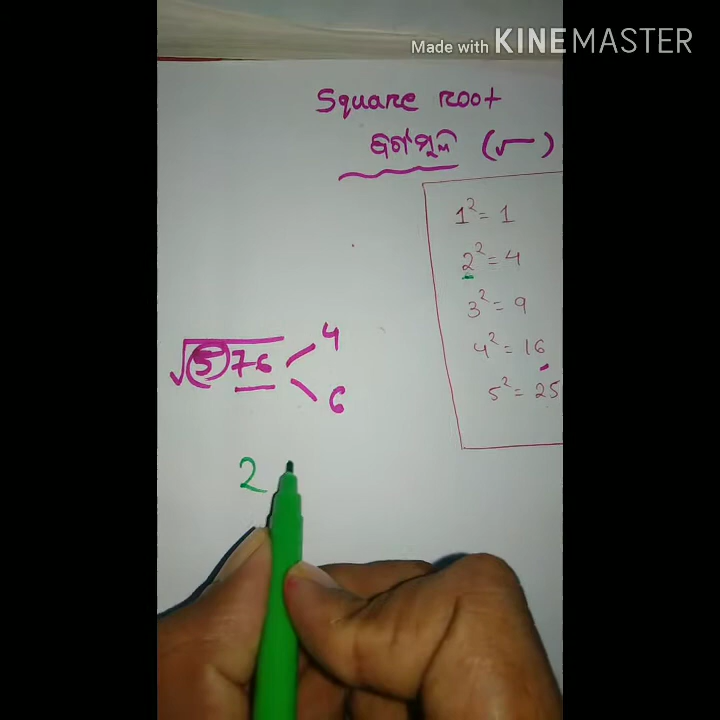 Made with KINEMASTER
Square root
ବର୍ଗମୂଳ (√)
1² = 1
2² = 4
3² = 9
4² = 16
5² = 25
√576
4
6
2